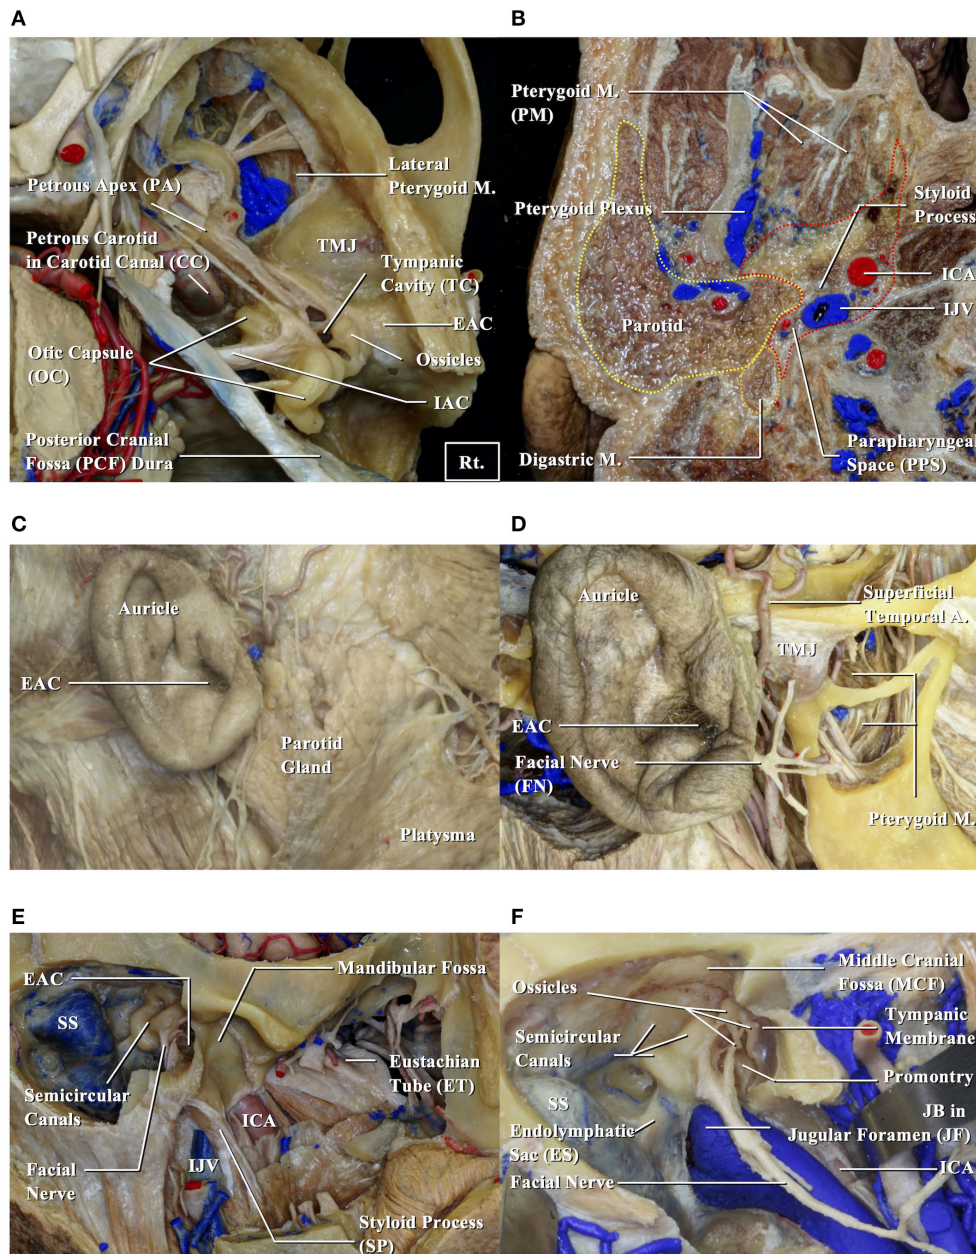 A
Petrous Apex (PA)
Petrous Carotid
in Carotid Canal (CC)
Otic Capsule
(OC)
Posterior Cranial
Fossa (PCF) Dura
Lateral
Pterygoid M.
TMJ
Tympanic
Cavity (TC)
EAC
Ossicles
IAC
Rt.
B
Pterygoid M.
(PM)
Pterygoid Plexus
Parotid
Digastric M.
Styloid
Process
ICA
IJV
Parapharyngeal
Space (PPS)
C
Auricle
EAC
Parotid
Gland
Platysma
D
Auricle
EAC
Facial Nerve
(FN)
Superficial
Temporal A.
TMJ
Pterygoid M.
E
EAC
SS
Semicircular
Canals
Facial
Nerve
Mandibular Fossa
Eustachian
Tube (ET)
ICA
IJV
Styloid Process
(SP)
F
Ossicles
Semicircular
Canals
SS
Endolymphatic
Sac (ES)
Facial Nerve
Middle Cranial
Fossa (MCF)
Tympanic
Membrane
Promontry
JB in
Jugular Foramen (JF)
ICA